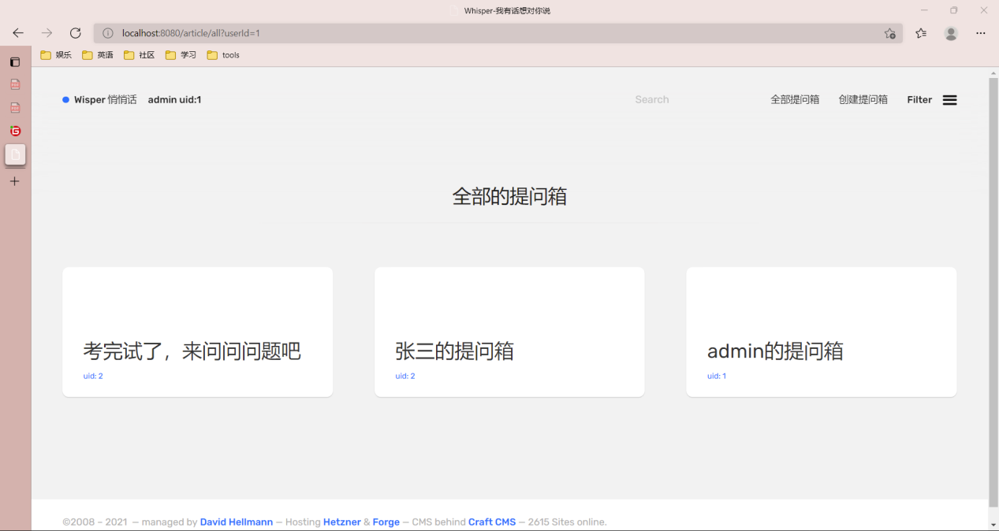 Whisper-我有话想对你说
localhost:8080/article/all?userId=1
娱乐 英语 社区 学习 tools
Wisper 悄悄话 admin uid:1 Search 全部提问箱 创建提问箱 Filter
全部的提问箱
考完试了，来问问问题吧
uid: 2
张三的提问箱
uid: 2
admin的提问箱
uid: 1
©2008 – 2021 — managed by David Hellmann — Hosting Hetzner & Forge — CMS behind Craft CMS — 2615 Sites online.